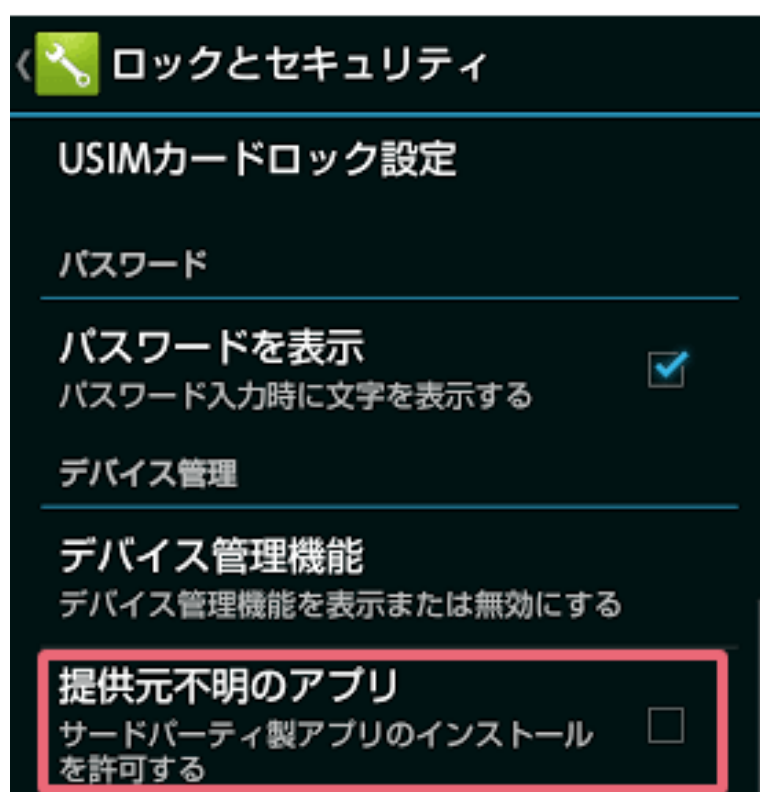 ロックとセキュリティ
USIMカードロック設定
パスワード
パスワードを表示
パスワード入力時に文字を表示する
デバイス管理
デバイス管理機能
デバイス管理機能を表示または無効にする
提供元不明のアプリ
サードパーティ製アプリのインストール
を許可する